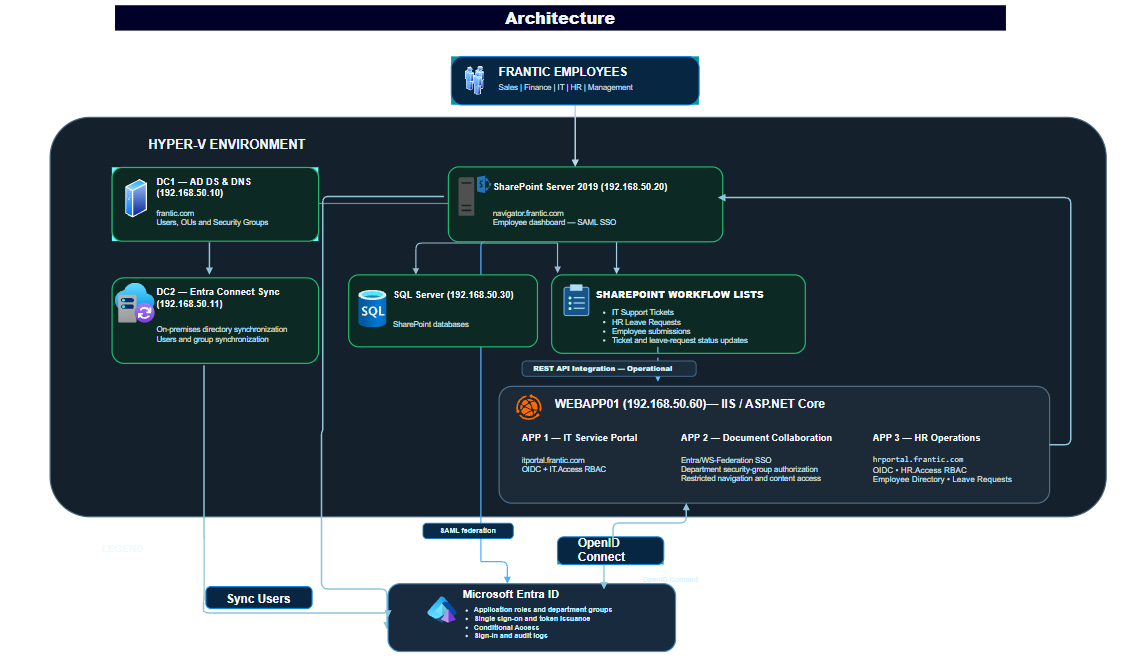 Architecture
FRANTIC EMPLOYEES
Sales | Finance | IT | HR | Management
HYPER-V ENVIRONMENT
DC1 — AD DS & DNS
(192.168.50.10)
frantic.com
Users, OUs and Security Groups
SharePoint Server 2019 (192.168.50.20)
navigator.frantic.com
Employee dashboard — SAML SSO
DC2 — Entra Connect Sync
(192.168.50.11)
On-premises directory synchronization
Users and group synchronization
SQL
SQL Server (192.168.50.30)
SharePoint databases
SHAREPOINT WORKFLOW LISTS
• IT Support Tickets
• HR Leave Requests
• Employee submissions
• Ticket and leave-request status updates
REST API Integration — Operational
WEBAPP01 (192.168.50.60)— IIS / ASP.NET Core
APP 1 — IT Service Portal
itportal.frantic.com
OIDC + IT.Access RBAC
APP 2 — Document Collaboration
Entra/WS-Federation SSO
Department security-group authorization
Restricted navigation and content access
APP 3 — HR Operations
hrportal.frantic.com
OIDC • HR.Access RBAC
Employee Directory • Leave Requests
SAML federation
OpenID
Connect
LEGEND
OpenID Connect
Sync Users
Microsoft Entra ID
• Application roles and department groups
• Single sign-on and token issuance
• Conditional Access
• Sign-in and audit logs